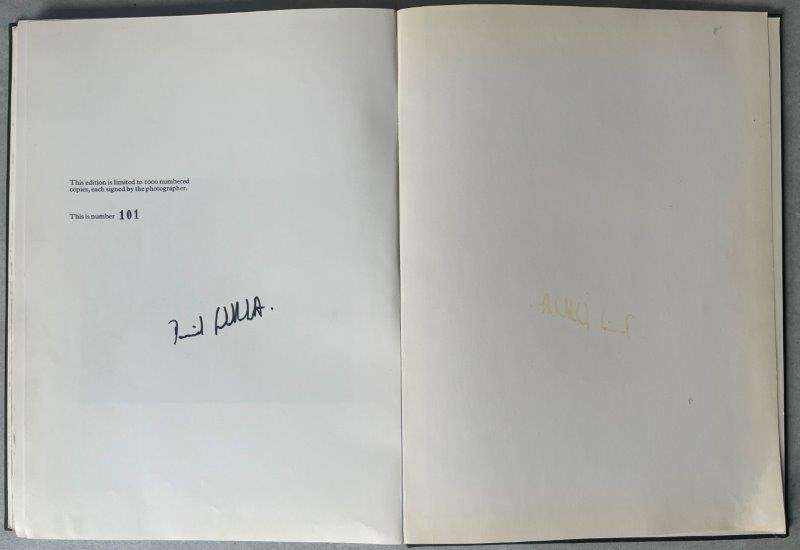 This edition is limited to 1000 numbered
copies, each signed by the photographer.
This is number 101